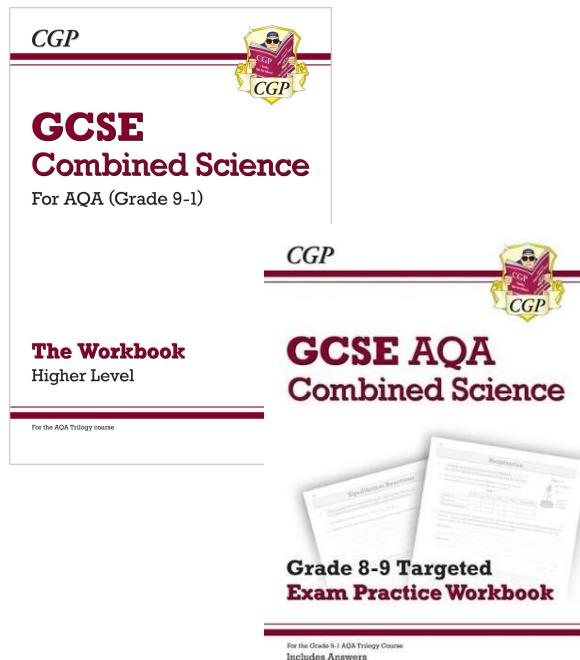 CGP
CGP
CGP
GCSE
Combined Science
For AQA (Grade 9-1)
The Workbook
Higher Level
For the AQA Trilogy course
CGP
CGP
CGP
GCSE AQA
Combined Science
Respiration
Equilibrium Reactions
Grade 8-9 Targeted
Exam Practice Workbook
For the Grade 9-1 AQA Trilogy Course
Includes Answers